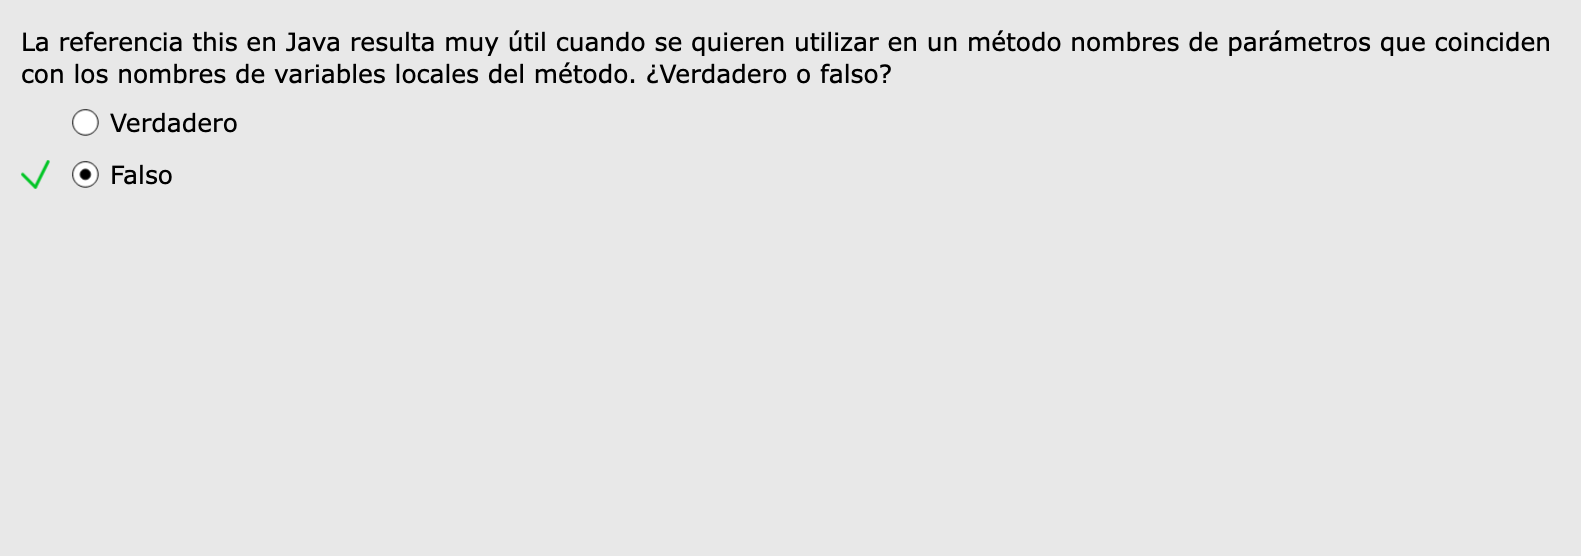 La referencia this en Java resulta muy útil cuando se quieren utilizar en un método nombres de parámetros que coinciden
con los nombres de variables locales del método. ¿Verdadero o falso?
Verdadero
Falso